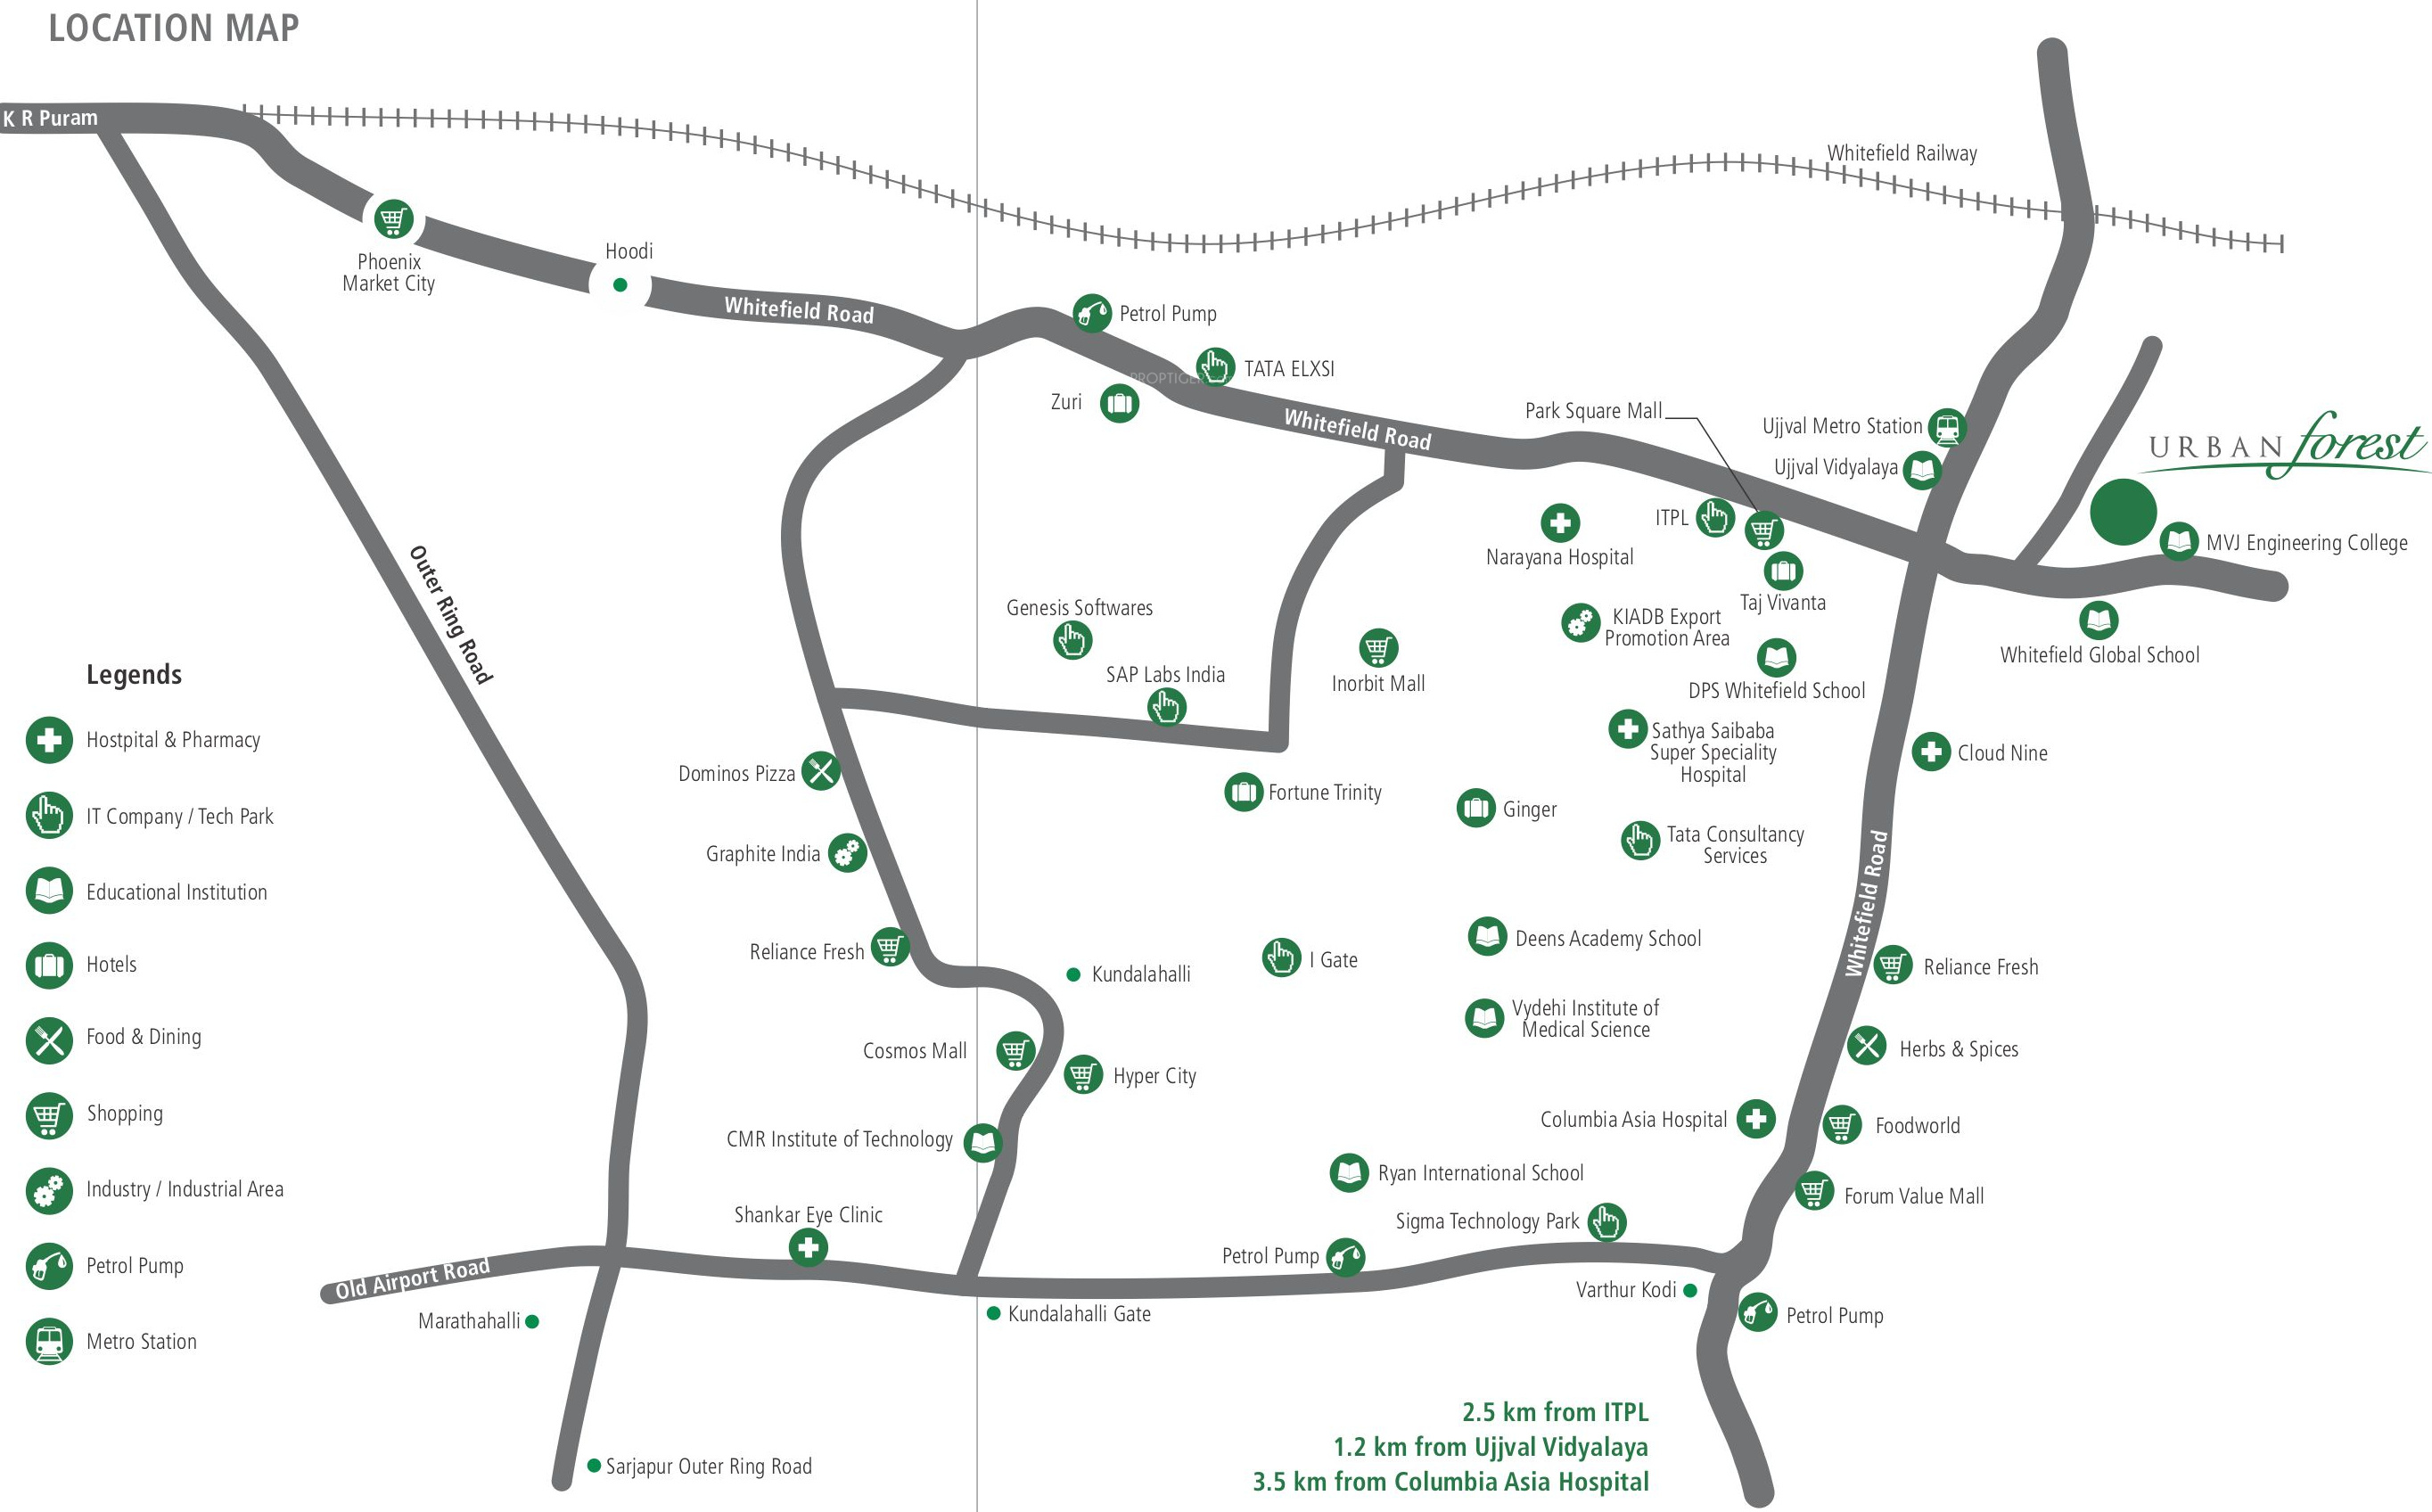 LOCATION MAP
K R Puram
Whitefield Railway
Hoodi
Phoenix
Market City
Whitefield Road
Petrol Pump
TATA ELXSI
Zuri
Whitefield Road
Park Square Mall
Ujjval Metro Station
Ujjval Vidyalaya
URBAN forest
ITPL
Narayana Hospital
MVJ Engineering College
Taj Vivanta
Outer Ring Road
Genesis Softwares
KIADB Export
Promotion Area
Whitefield Global School
SAP Labs India
Inorbit Mall
DPS Whitefield School
Sathya Saibaba
Super Speciality
Hospital
Cloud Nine
Dominos Pizza
Fortune Trinity
Ginger
Graphite India
Tata Consultancy
Services
Whitefield Road
Reliance Fresh
Kundalahalli
I Gate
Deens Academy School
Reliance Fresh
Vydehi Institute of
Medical Science
Cosmos Mall
Hyper City
Herbs & Spices
CMR Institute of Technology
Columbia Asia Hospital
Foodworld
Ryan International School
Forum Value Mall
Shankar Eye Clinic
Sigma Technology Park
Petrol Pump
Old Airport Road
Marathahalli
Kundalahalli Gate
Varthur Kodi
Petrol Pump
Sarjapur Outer Ring Road
Legends
Hostpital & Pharmacy
IT Company / Tech Park
Educational Institution
Hotels
Food & Dining
Shopping
Industry / Industrial Area
Petrol Pump
Metro Station
2.5 km from ITPL
1.2 km from Ujjval Vidyalaya
3.5 km from Columbia Asia Hospital